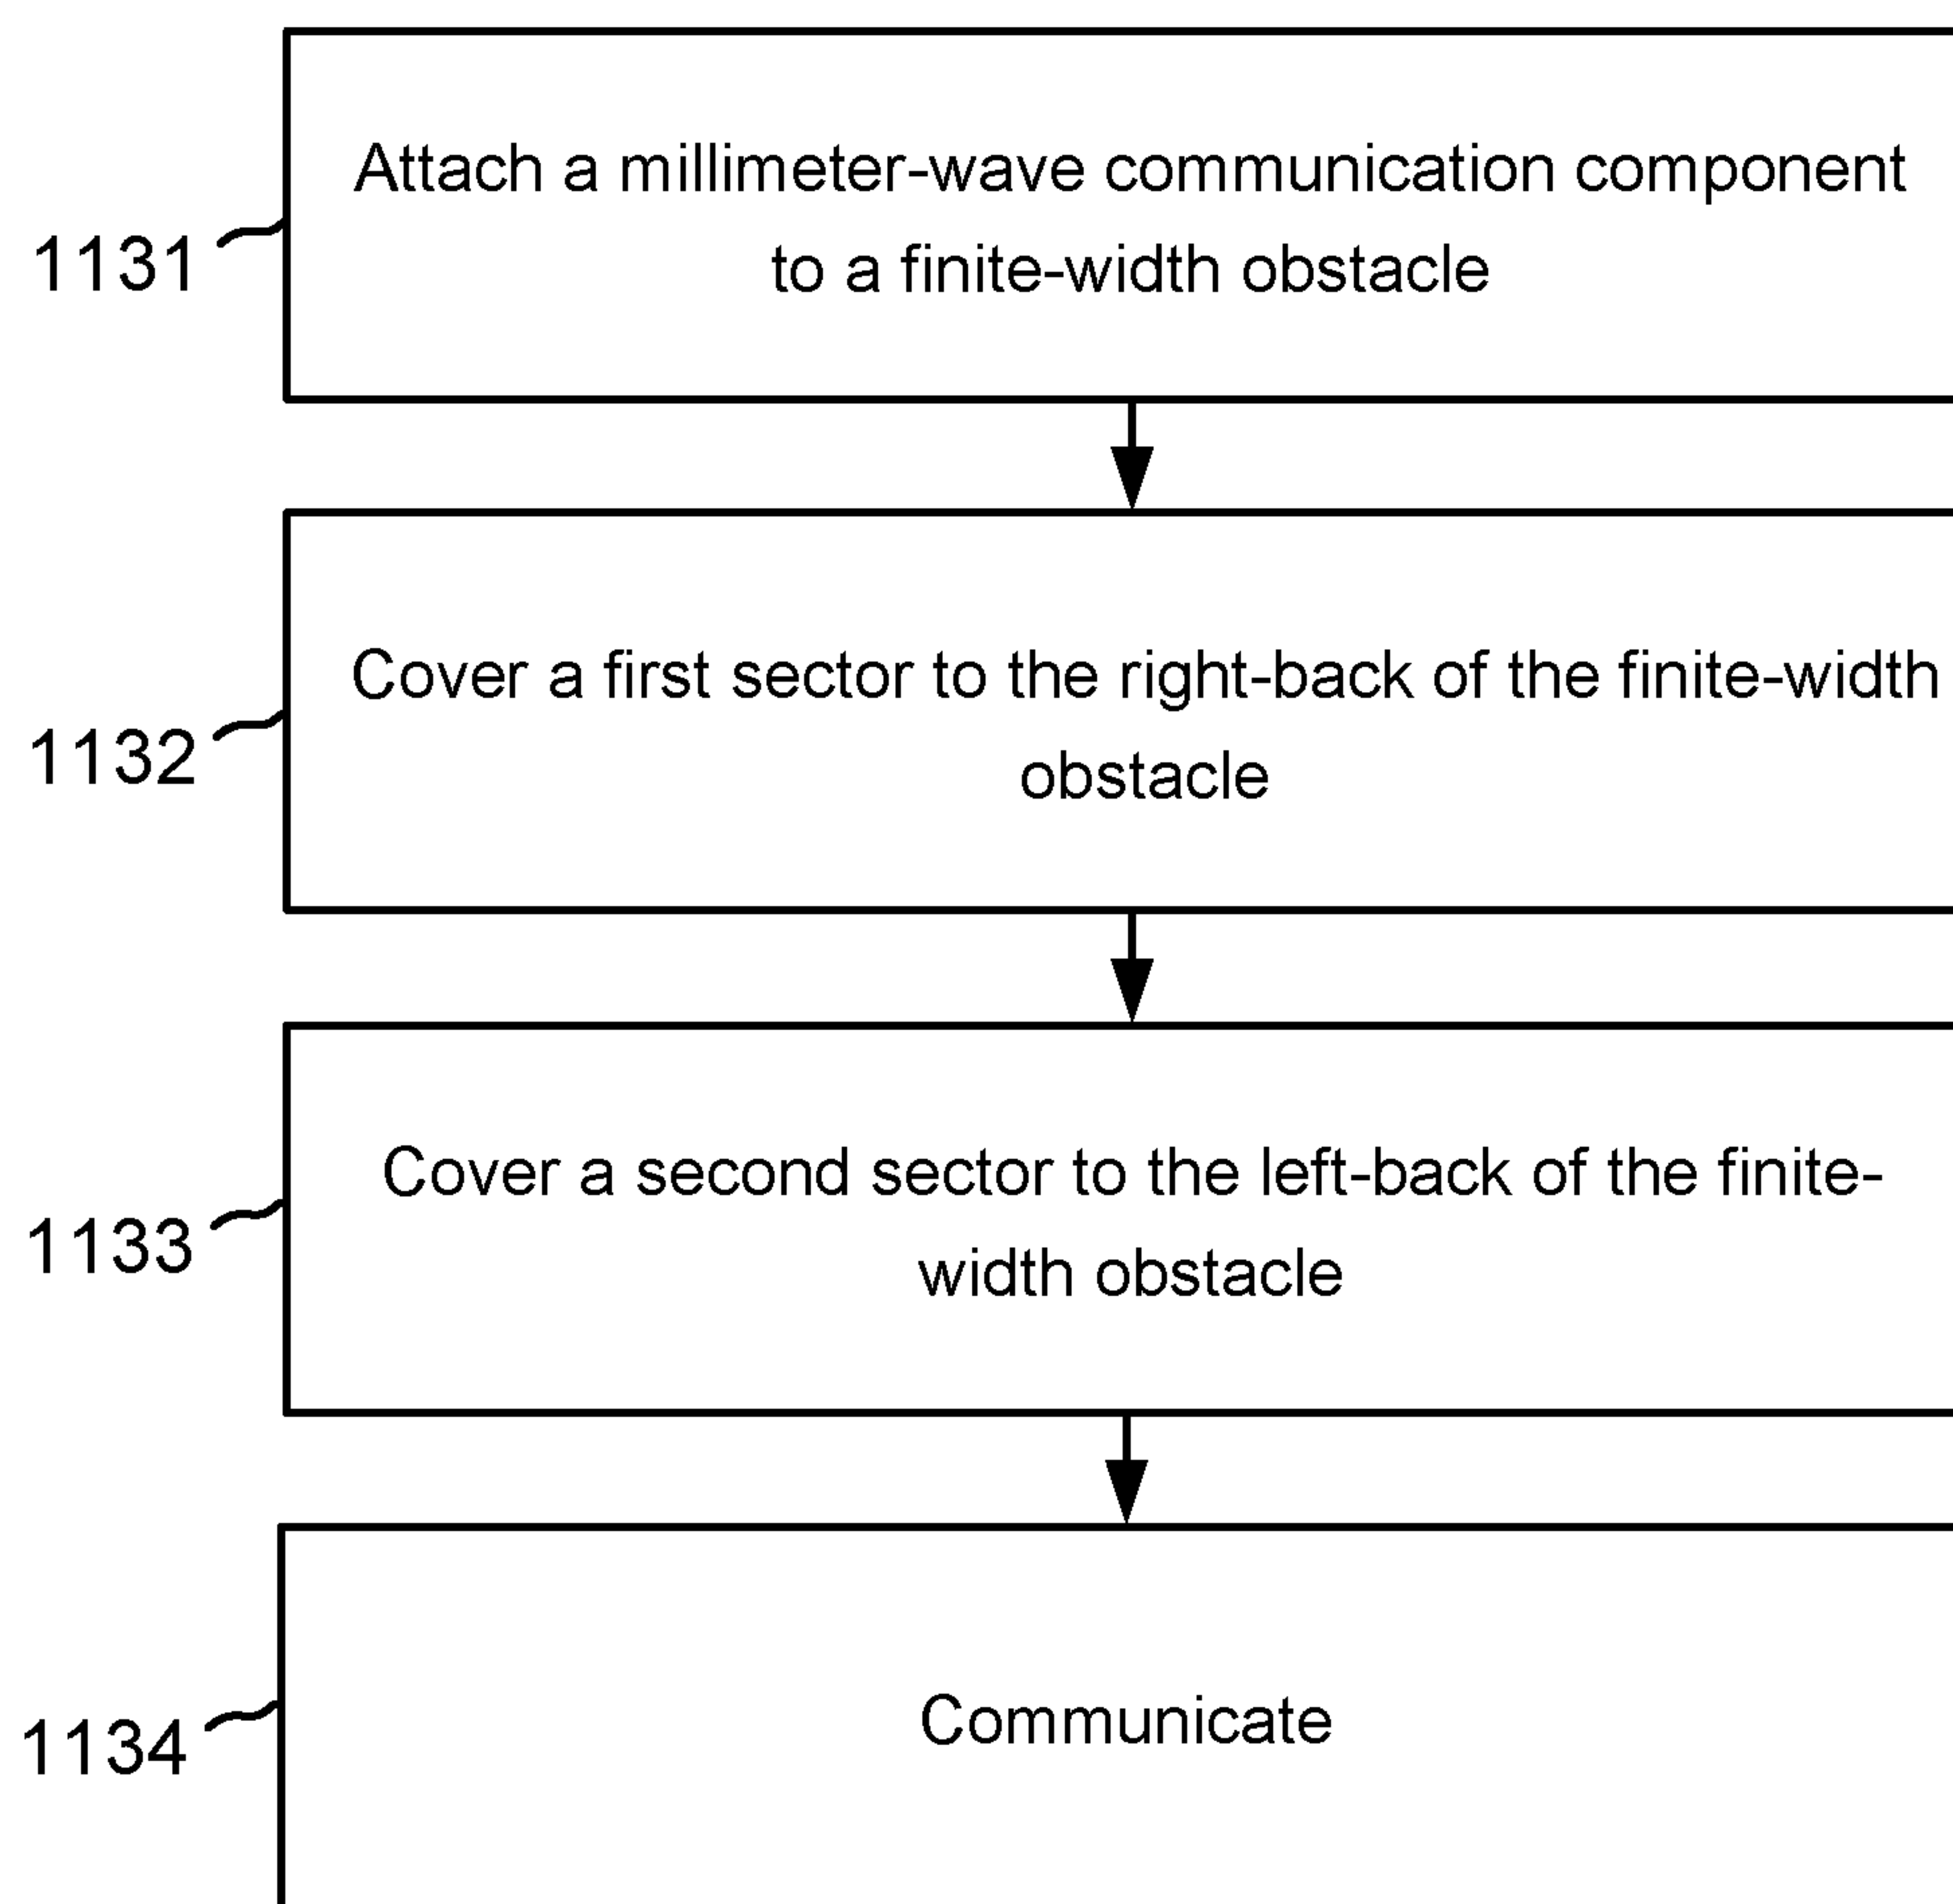 Attach a millimeter-wave communication component
to a finite-width obstacle
1131
Cover a first sector to the right-back of the finite-width
obstacle
1132
Cover a second sector to the left-back of the finite-
width obstacle
1133
Communicate
1134